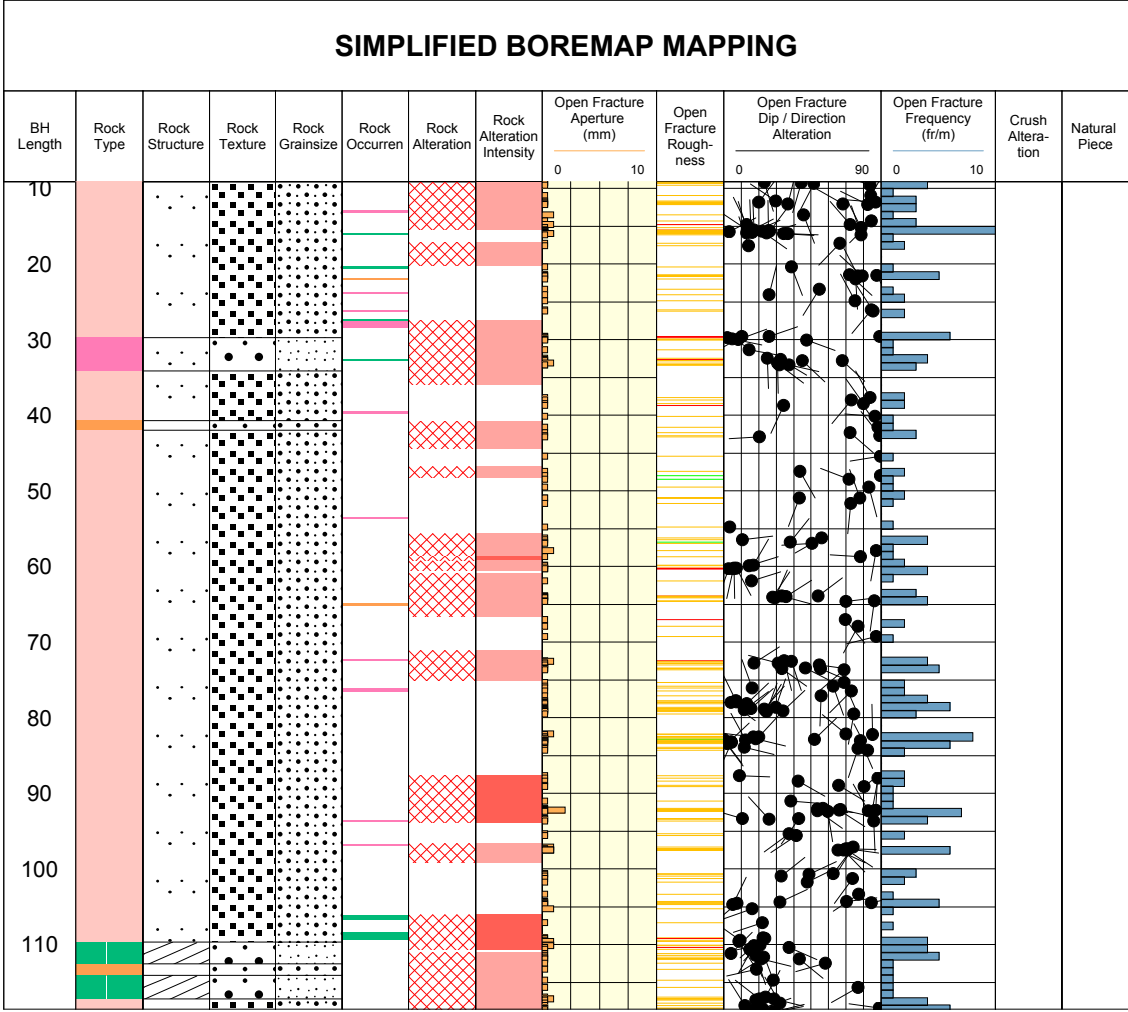 SIMPLIFIED BOREMAP MAPPING
BH
Length
Rock
Type
Rock
Structure
Rock
Texture
Rock
Grainsize
Rock
Occurren
Rock
Alteration
Rock
Alteration
Intensity
Open Fracture
Aperture
(mm)
0 10
Open
Fracture
Rough-
ness
Open Fracture
Dip / Direction
Alteration
0 90
Open Fracture
Frequency
(fr/m)
0 10
Crush
Altera-
tion
Natural
Piece
10
20
30
40
50
60
70
80
90
100
110